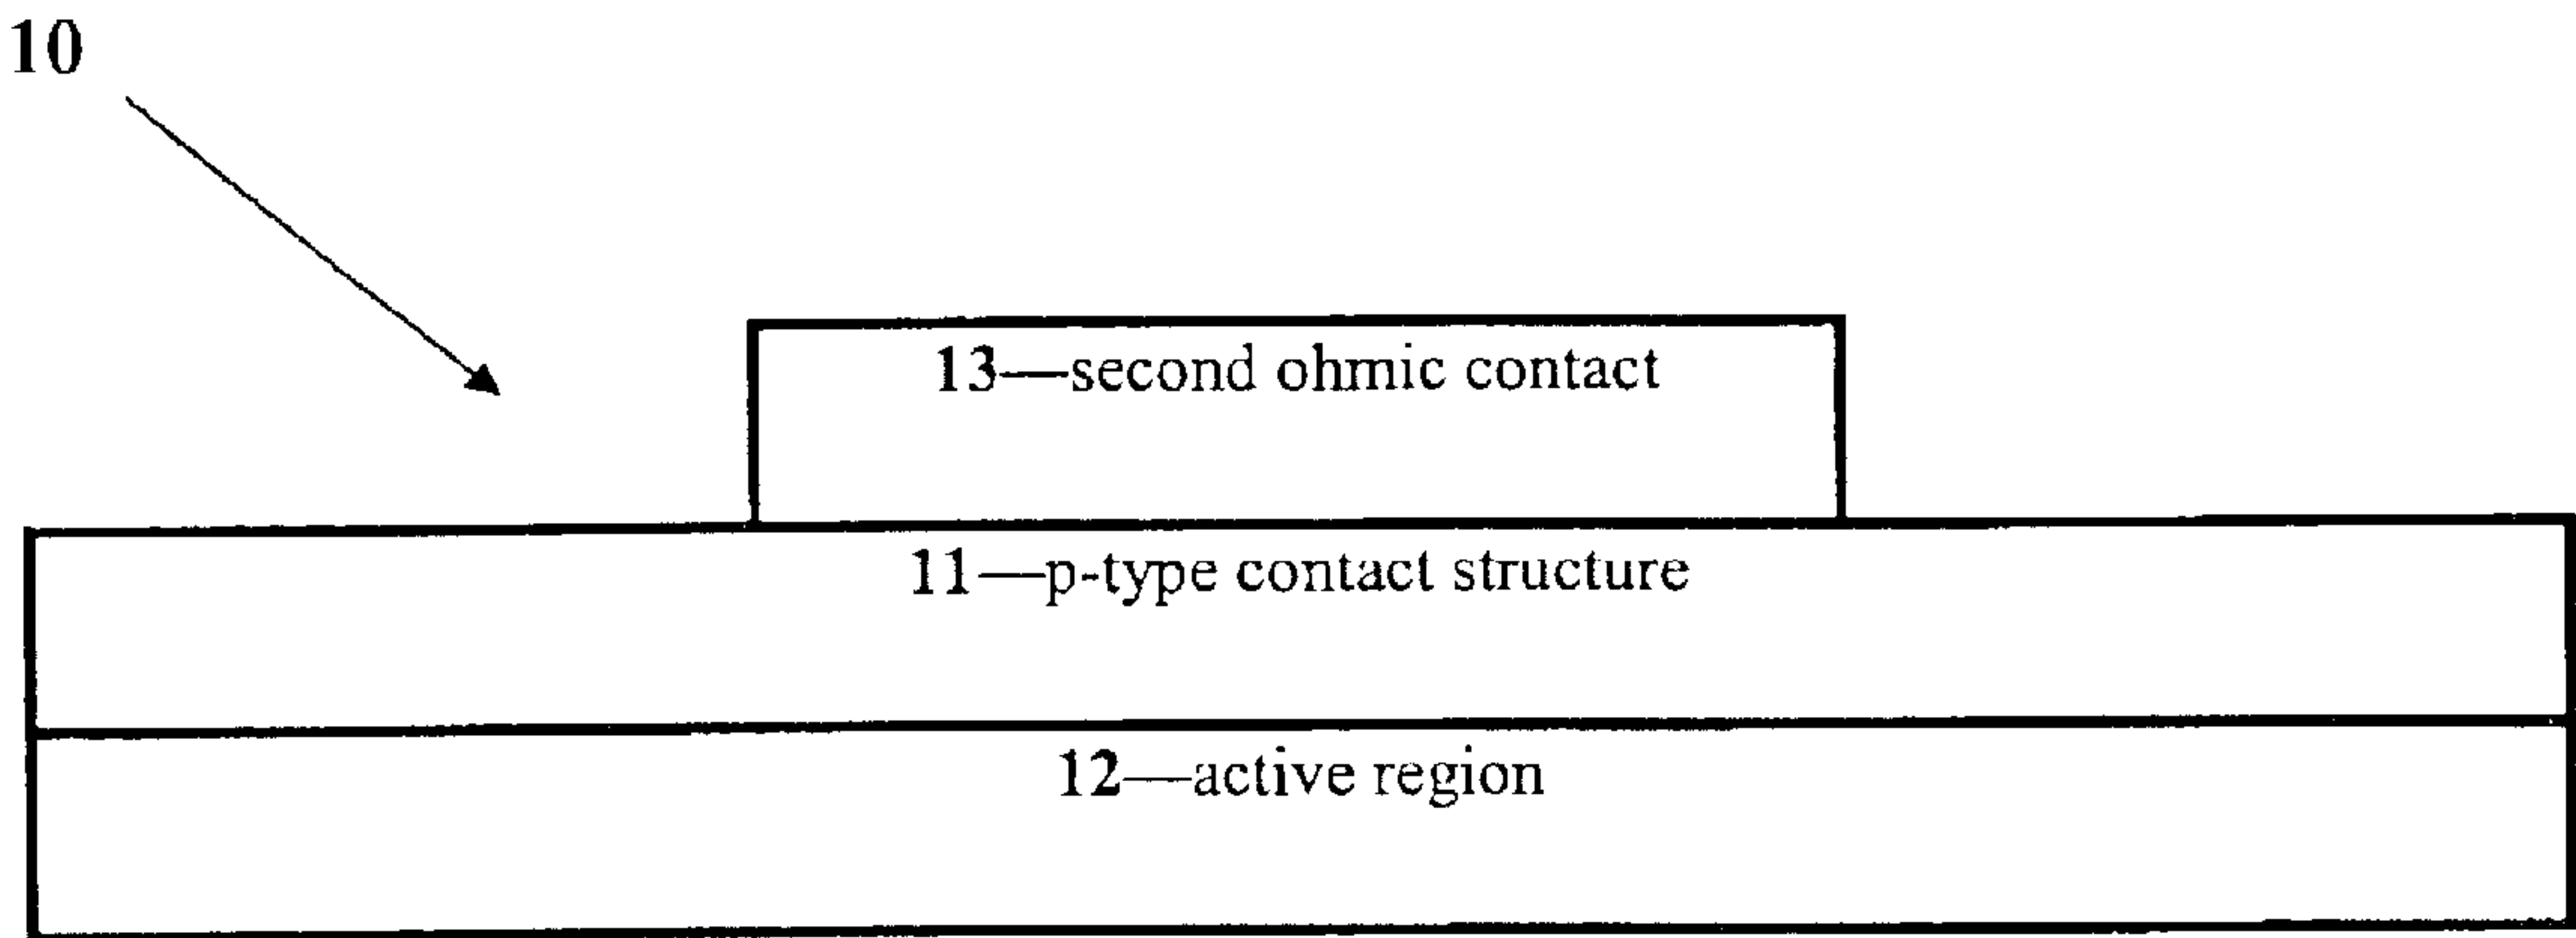 10
13—second ohmic contact
11—p-type contact structure
12—active region